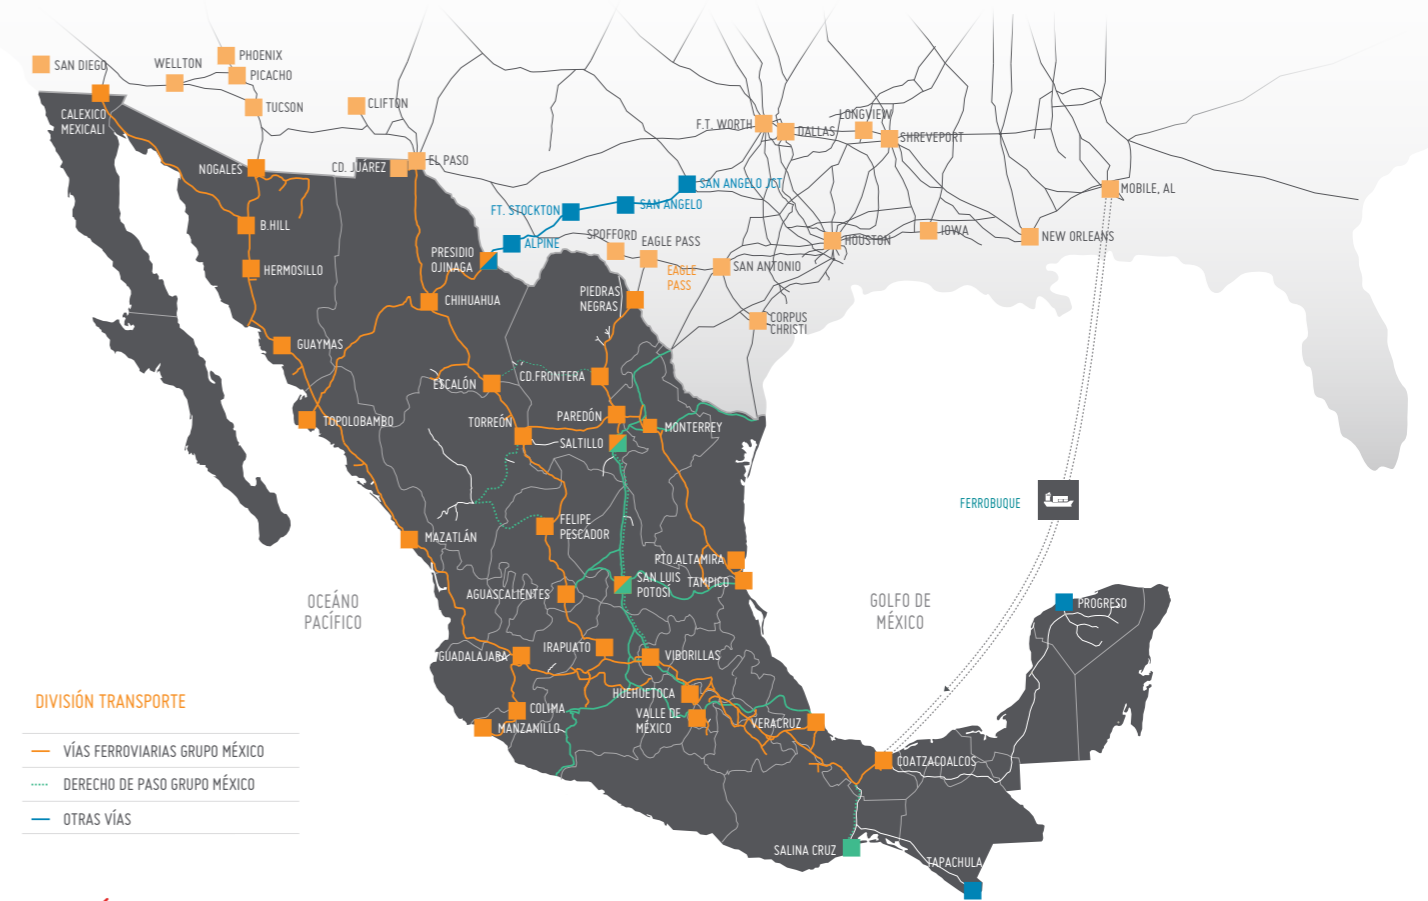 SAN DIEGO
WELLTON
PHOENIX
PICACHO
TUCSON
CLIFTON
CALEXICO
MEXICALI
NOGALES
CD. JUÁREZ
EL PASO
F.T. WORTH
DALLAS
LONGVIEW
SHREVEPORT
MOBILE, AL
SAN ANGELO JCT
SAN ANGELO
FT. STOCKTON
ALPINE
B.HILL
HERMOSILLO
PRESIDIO
OJINAGA
SPOFFORD
EAGLE PASS
EAGLE
PASS
SAN ANTONIO
HOUSTON
IOWA
NEW ORLEANS
CHIHUAHUA
PIEDRAS
NEGRAS
CORPUS
CHRISTI
GUAYMAS
ESCALÓN
CD.FRONTERA
TOPOLOBAMBO
TORREÓN
PAREDÓN
MONTERREY
SALTILLO
FERROBUQUE
MAZATLÁN
FELIPE
PESCADOR
PTO.ALTAMIRA
TAMPICO
AGUASCALIENTES
SAN LUIS
POTOSÍ
OCEÁNO
PACÍFICO
GOLFO DE
MÉXICO
PROGRESO
GUADALAJARA
IRAPUATO
VIBORILLAS
HUEHUETOCA
COLIMA
MANZANILLO
VALLE DE
MÉXICO
VERACRUZ
COATZACOALCOS
SALINA CRUZ
TAPACHULA
DIVISIÓN TRANSPORTE
VÍAS FERROVIARIAS GRUPO MÉXICO
DERECHO DE PASO GRUPO MÉXICO
OTRAS VÍAS